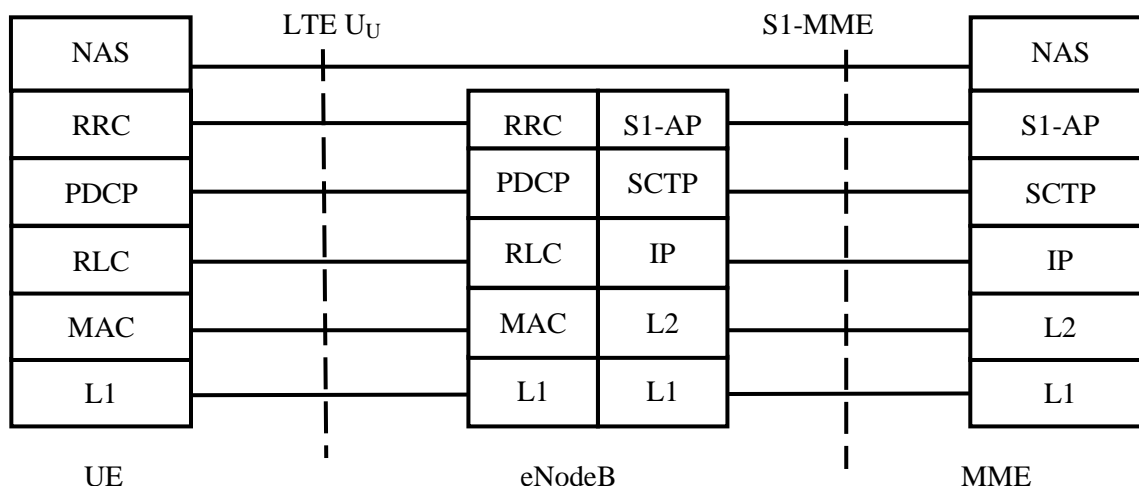 LTE UU
S1-MME
NAS
NAS
RRC
RRC
S1-AP
S1-AP
PDCP
PDCP
SCTP
SCTP
RLC
RLC
IP
IP
MAC
MAC
L2
L2
L1
L1
L1
L1
UE
eNodeB
MME